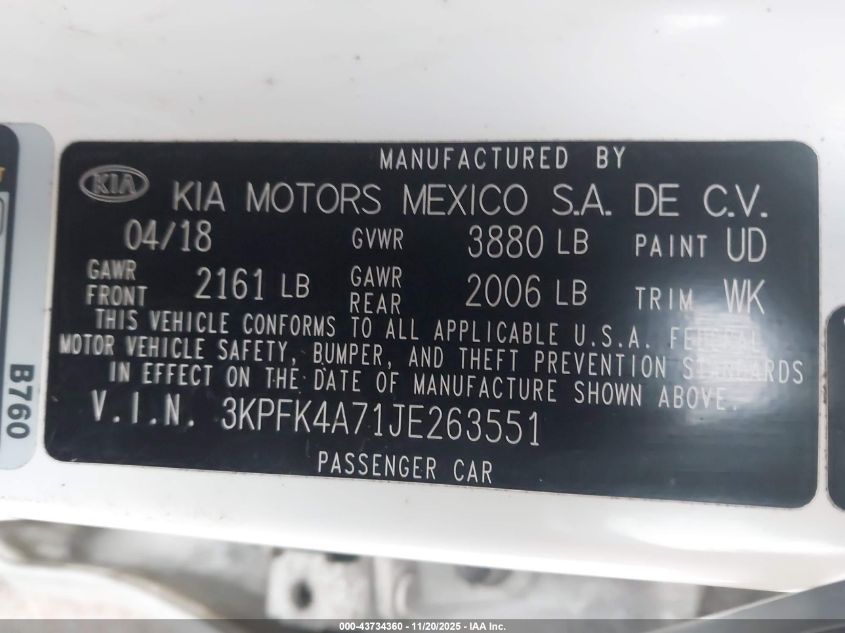 MANUFACTURED BY
KIA
KIA MOTORS MEXICO S.A. DE C.V.
04/18 GVWR 3880 LB PAINT UD
GAWR FRONT 2161 LB GAWR REAR 2006 LB TRIM WK
THIS VEHICLE CONFORMS TO ALL APPLICABLE U.S.A. FEDERAL
MOTOR VEHICLE SAFETY, BUMPER, AND THEFT PREVENTION STANDARDS
IN EFFECT ON THE DATE OF MANUFACTURE SHOWN ABOVE.
V.I.N. 3KPFK4A71JE263551
PASSENGER CAR
B760
000-43734360 - 11/20/2025 - IAA Inc.